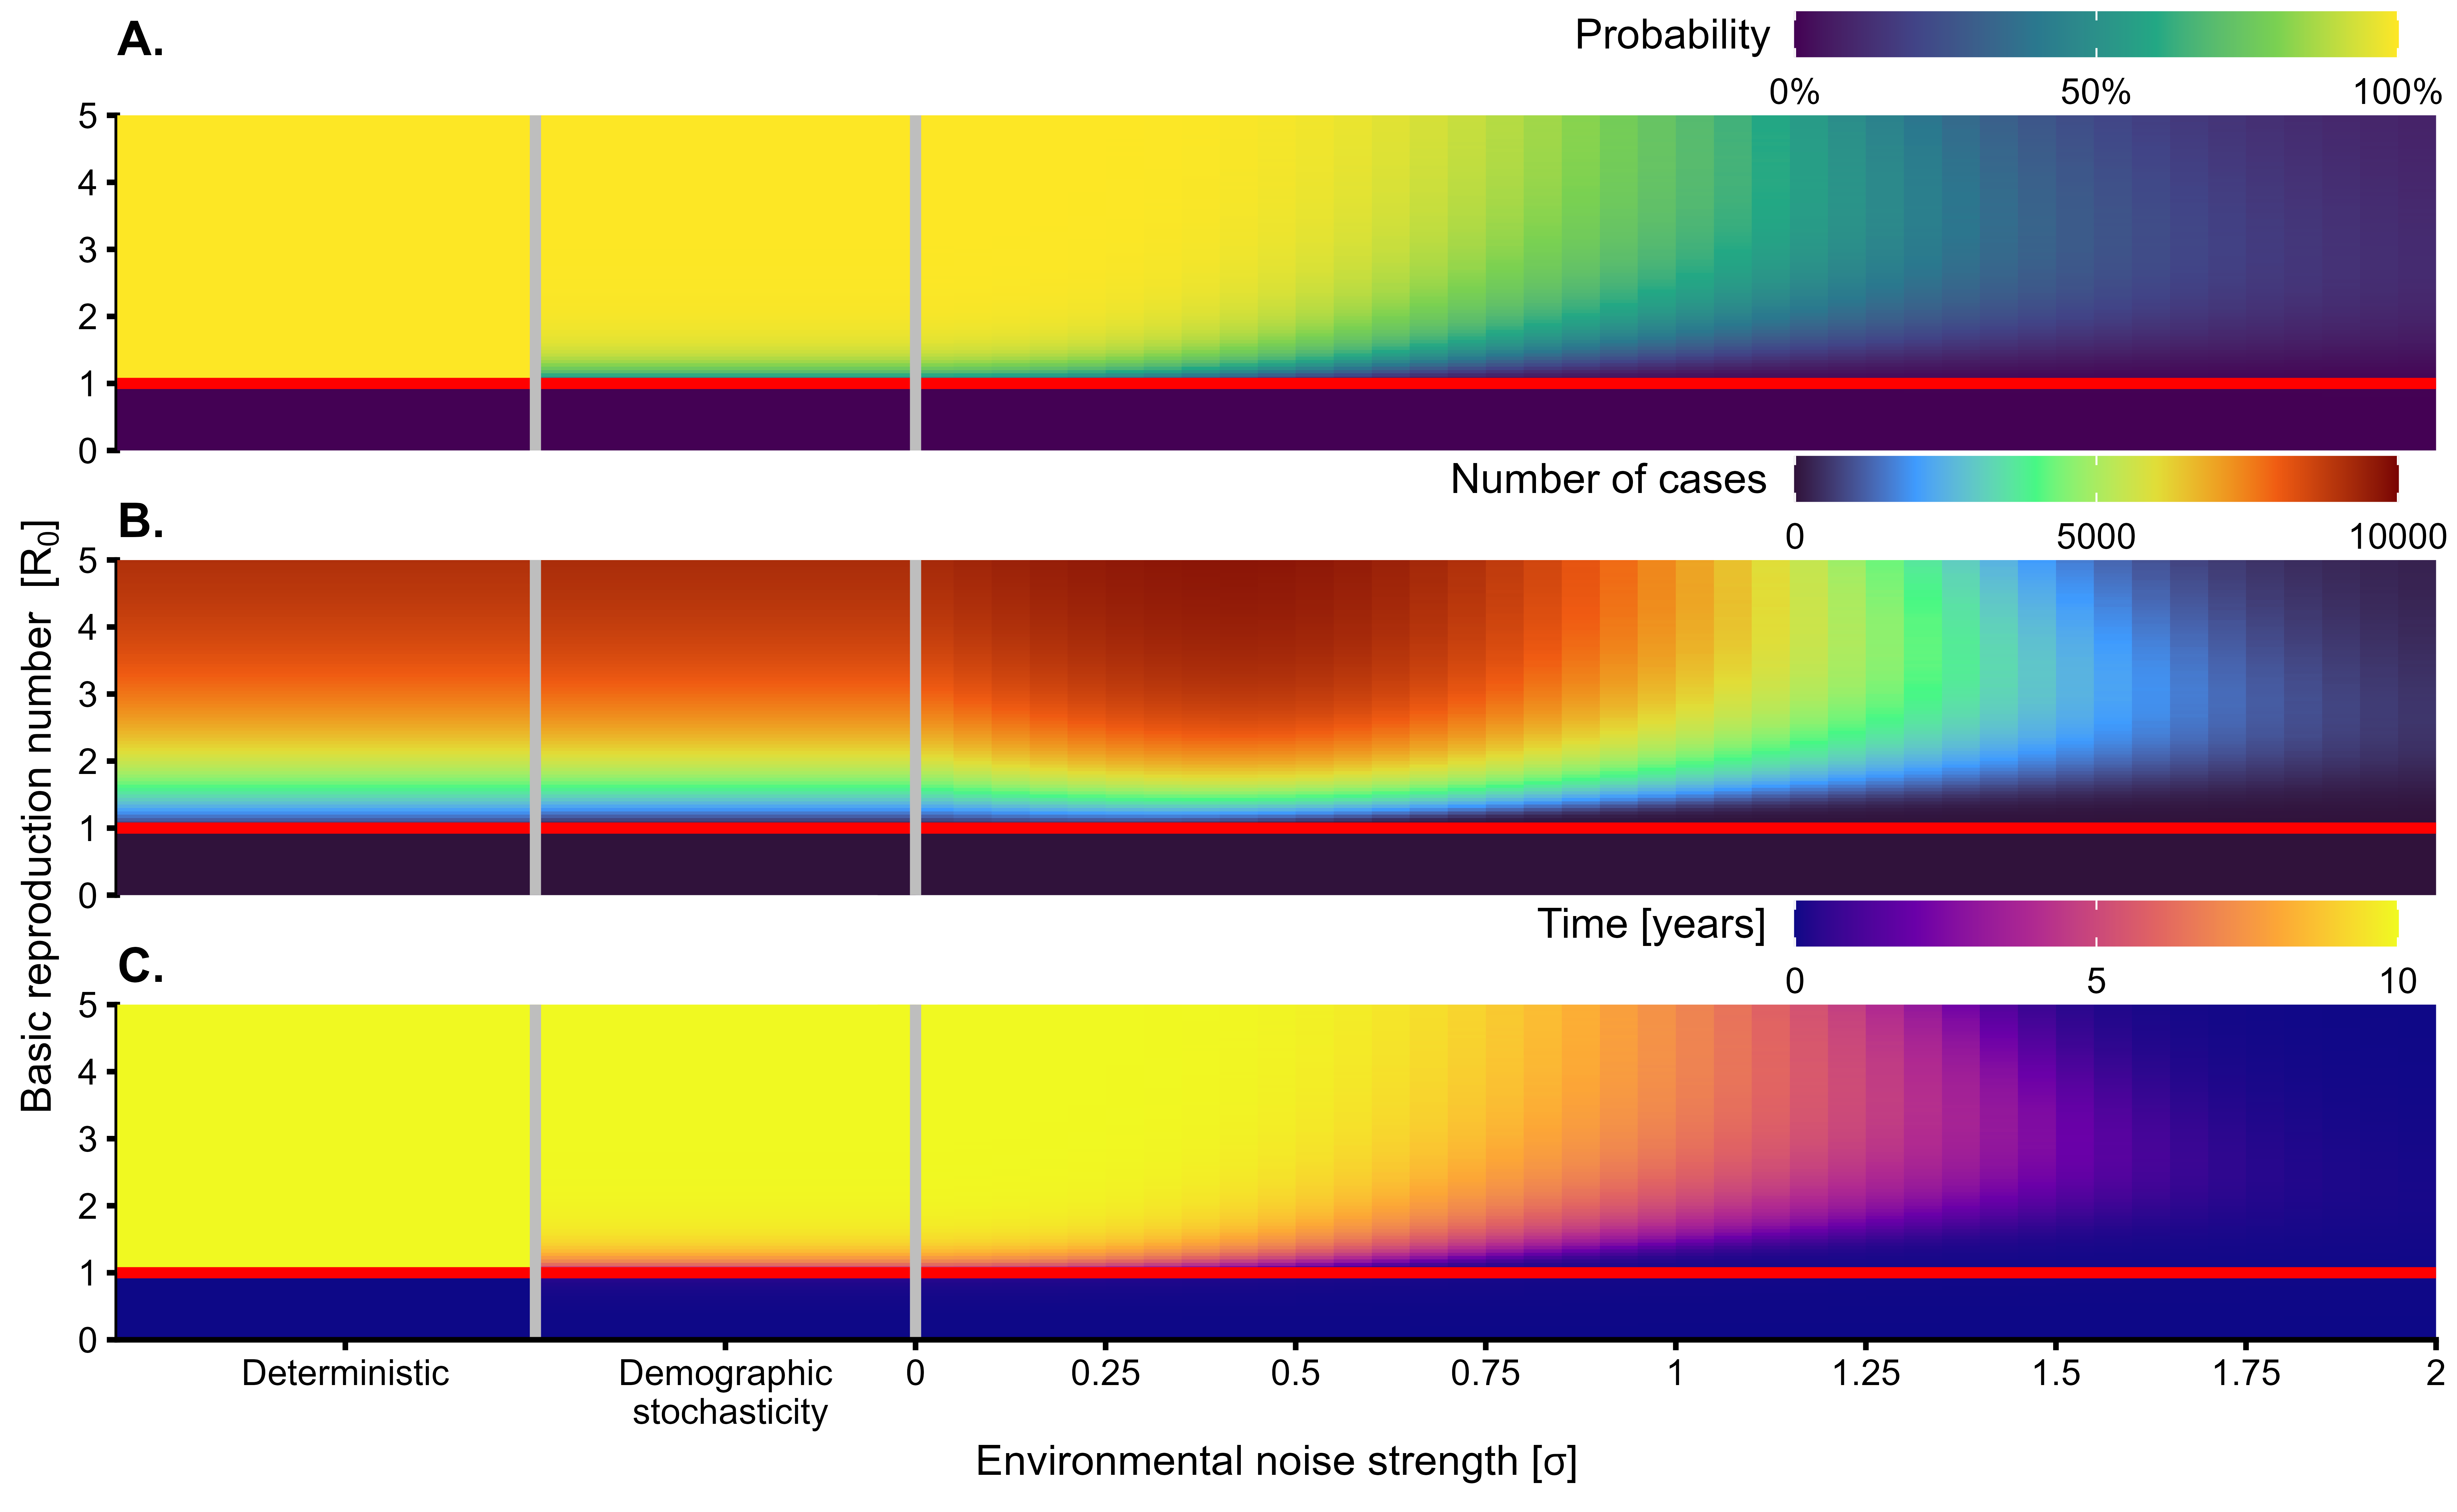 A.
Probability
0% 50% 100%
5
4
3
2
1
0
Number of cases
B.
0 5000 10000
5
4
3
2
1
0
Basic reproduction number [R₀]
Time [years]
C.
0 5 10
5
4
3
2
1
0
Deterministic Demographic 0 0.25 0.5 0.75 1 1.25 1.5 1.75 2
stochasticity
Environmental noise strength [σ]